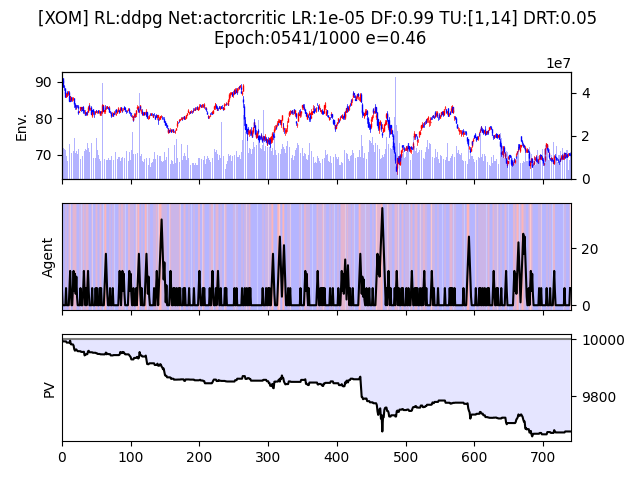 [XOM] RL:ddpg Net:actorcritic LR:1e-05 DF:0.99 TU:[1,14] DRT:0.05
Epoch:0541/1000 e=0.46
1e7
90
80
70
Env.
4
2
0
Agent
20
0
PV
10000
9800
0 100 200 300 400 500 600 700